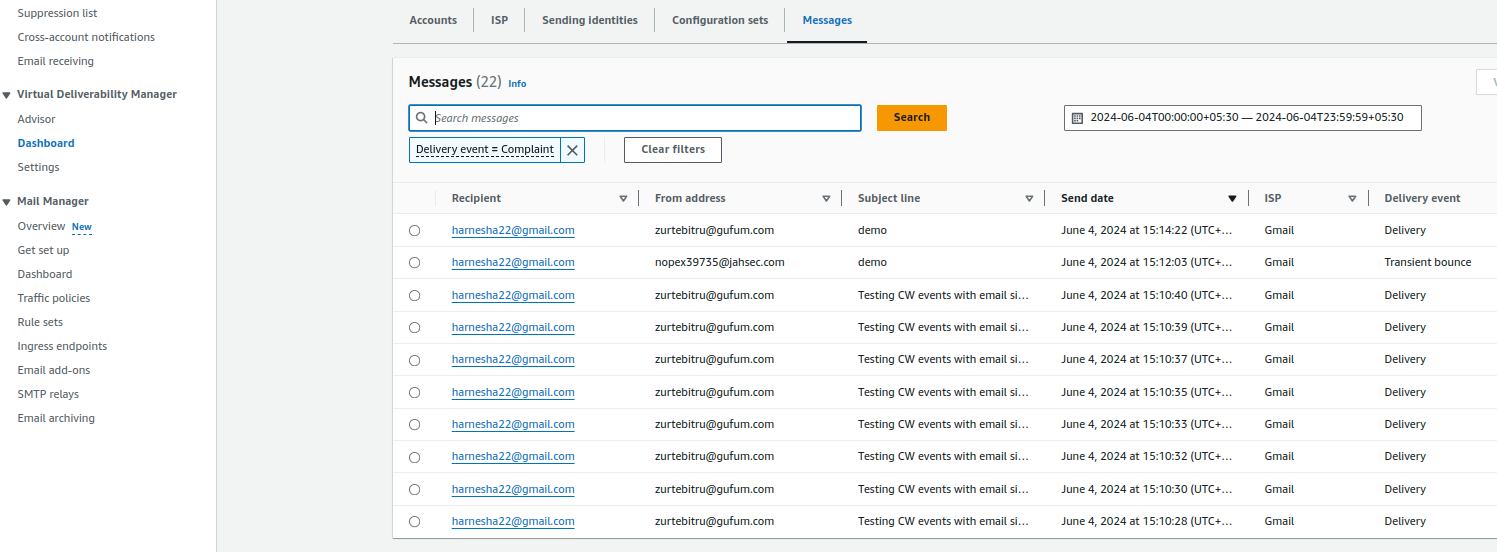 Suppression list
Cross-account notifications
Email receiving
Virtual Deliverability Manager
Advisor
Dashboard
Settings
Mail Manager
Overview New
Get set up
Dashboard
Traffic policies
Rule sets
Ingress endpoints
Email add-ons
SMTP relays
Email archiving
Accounts ISP Sending identities Configuration sets Messages
Messages (22) Info
Search messages Search 2024-06-04T00:00:00+05:30 — 2024-06-04T23:59:59+05:30
Delivery event = Complaint Clear filters
Recipient From address Subject line Send date ISP Delivery event
harnesha22@gmail.com zurtebitru@gufum.com demo June 4, 2024 at 15:14:22 (UTC+... Gmail Delivery
harnesha22@gmail.com nopex39735@jahsec.com demo June 4, 2024 at 15:12:03 (UTC+... Gmail Transient bounce
harnesha22@gmail.com zurtebitru@gufum.com Testing CW events with email si... June 4, 2024 at 15:10:40 (UTC+... Gmail Delivery
harnesha22@gmail.com zurtebitru@gufum.com Testing CW events with email si... June 4, 2024 at 15:10:39 (UTC+... Gmail Delivery
harnesha22@gmail.com zurtebitru@gufum.com Testing CW events with email si... June 4, 2024 at 15:10:37 (UTC+... Gmail Delivery
harnesha22@gmail.com zurtebitru@gufum.com Testing CW events with email si... June 4, 2024 at 15:10:35 (UTC+... Gmail Delivery
harnesha22@gmail.com zurtebitru@gufum.com Testing CW events with email si... June 4, 2024 at 15:10:33 (UTC+... Gmail Delivery
harnesha22@gmail.com zurtebitru@gufum.com Testing CW events with email si... June 4, 2024 at 15:10:32 (UTC+... Gmail Delivery
harnesha22@gmail.com zurtebitru@gufum.com Testing CW events with email si... June 4, 2024 at 15:10:30 (UTC+... Gmail Delivery
harnesha22@gmail.com zurtebitru@gufum.com Testing CW events with email si... June 4, 2024 at 15:10:28 (UTC+... Gmail Delivery